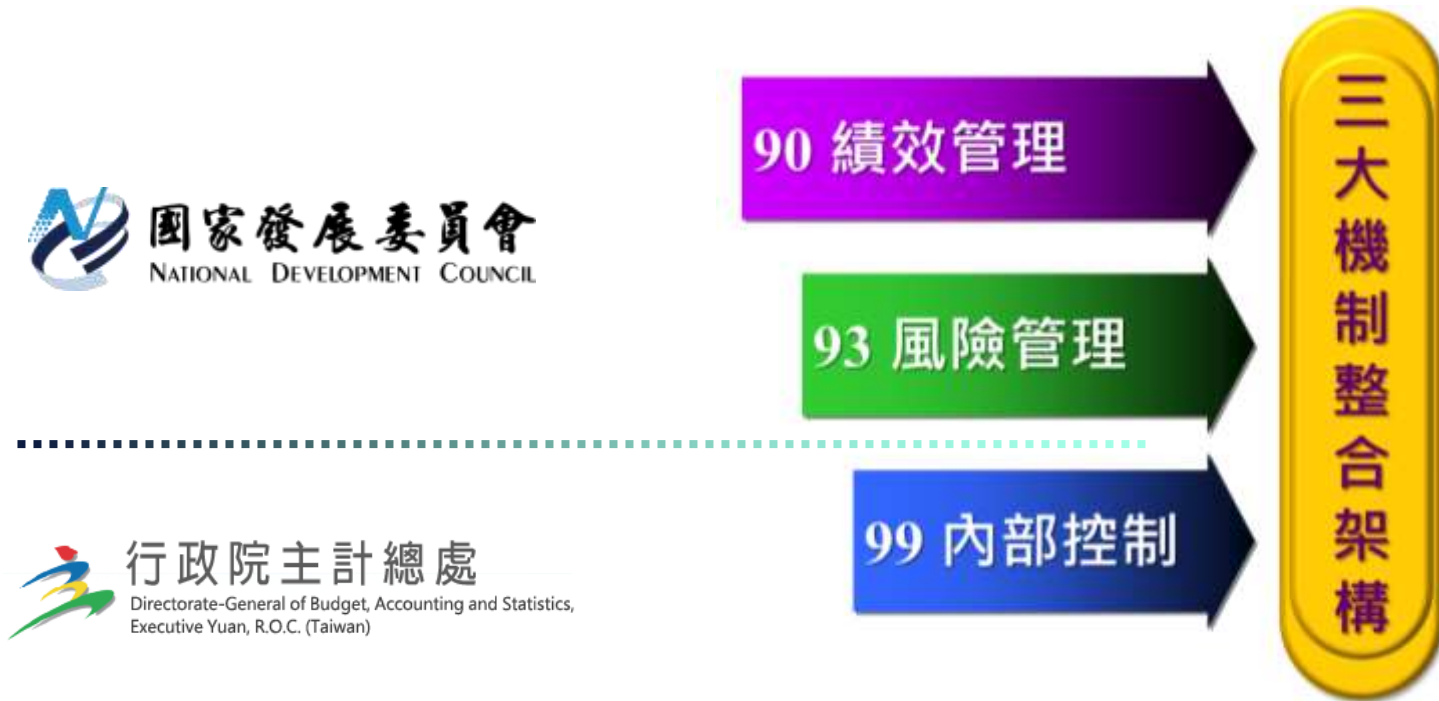 國家發展委員會
NATIONAL DEVELOPMENT COUNCIL
90 績效管理
93 風險管理
行政院主計總處
Directorate-General of Budget, Accounting and Statistics,
Executive Yuan, R.O.C. (Taiwan)
99 內部控制
三大機制整合架構